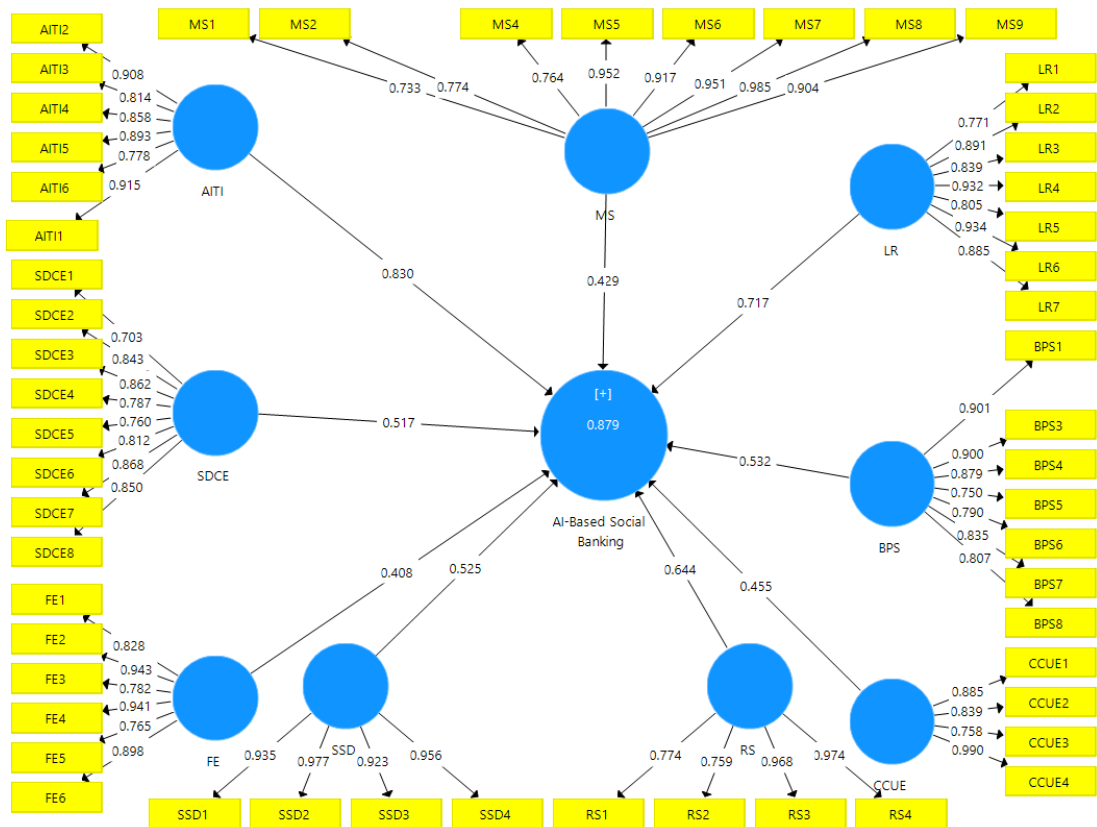 MS1
MS2
MS4
MS5
MS6
MS7
MS8
MS9
0.733
0.774
0.764
0.952
0.917
0.951
0.985
0.904
MS
0.429
AITI2
AITI3
AITI4
AITI5
AITI6
AITI1
0.908
0.814
0.858
0.893
0.778
0.915
AITI
0.830
LR1
LR2
LR3
LR4
LR5
LR6
LR7
0.771
0.891
0.839
0.932
0.805
0.934
0.885
LR
0.717
SDCE1
SDCE2
SDCE3
SDCE4
SDCE5
SDCE6
SDCE7
SDCE8
0.703
0.843
0.862
0.787
0.760
0.812
0.868
0.850
SDCE
0.517
[+]
0.879
AI-Based Social
Banking
BPS1
BPS3
BPS4
BPS5
BPS6
BPS7
BPS8
0.901
0.900
0.879
0.750
0.790
0.835
0.807
BPS
0.532
FE1
FE2
FE3
FE4
FE5
FE6
0.828
0.943
0.782
0.941
0.765
0.898
FE
0.408
SSD
0.525
0.935
0.977
0.923
0.956
SSD1
SSD2
SSD3
SSD4
RS
0.644
0.774
0.759
0.968
0.974
RS1
RS2
RS3
RS4
CCUE1
CCUE2
CCUE3
CCUE4
0.885
0.839
0.758
0.990
CCUE
0.455